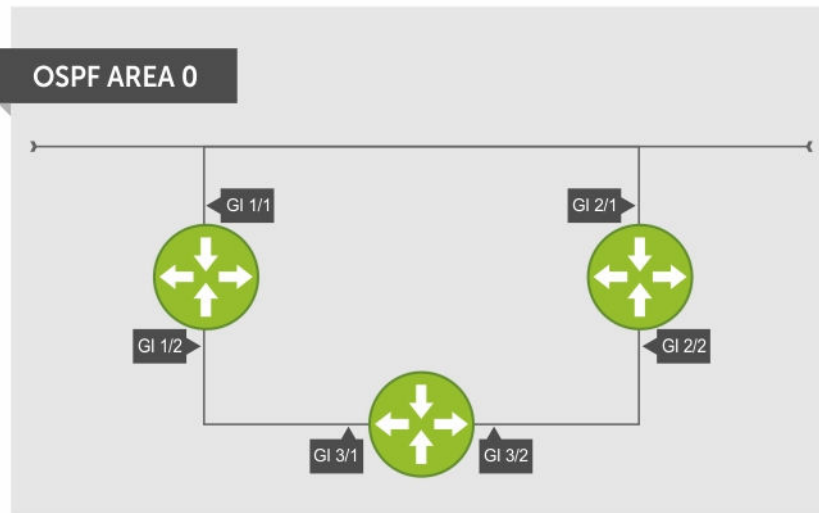 OSPF AREA 0
GI 1/1
GI 2/1
GI 1/2
GI 2/2
GI 3/1
GI 3/2